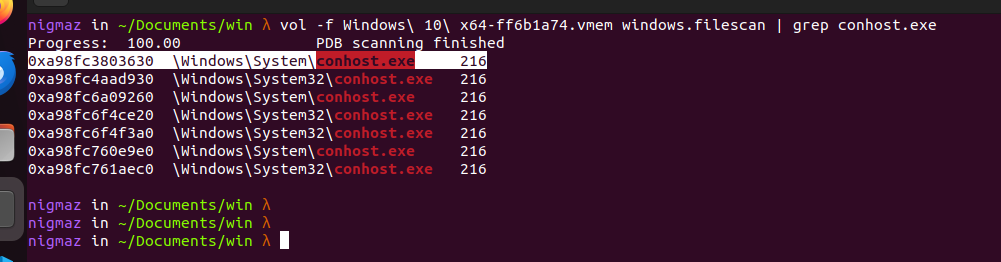 nigmaz in ~/Documents/win λ vol -f Windows\ 10\ x64-ff6b1a74.vmem windows.filescan | grep conhost.exe
Progress:  100.00               PDB scanning finished
0xa98fc3803630  \Windows\System\conhost.exe     216
0xa98fc4aad930  \Windows\System32\conhost.exe   216
0xa98fc6a09260  \Windows\System\conhost.exe     216
0xa98fc6f4ce20  \Windows\System32\conhost.exe   216
0xa98fc6f4f3a0  \Windows\System32\conhost.exe   216
0xa98fc760e9e0  \Windows\System\conhost.exe     216
0xa98fc761aec0  \Windows\System32\conhost.exe   216
nigmaz in ~/Documents/win λ
nigmaz in ~/Documents/win λ
nigmaz in ~/Documents/win λ